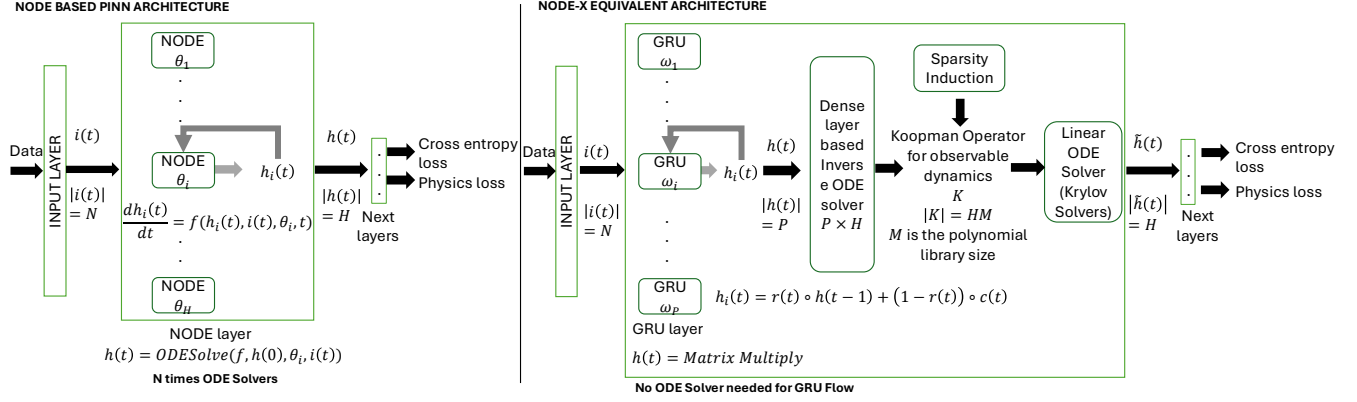 NODE BASED PINN ARCHITECTURE
Data
INPUT LAYER
i(t)
|i(t)|
= N
NODE
θ₁
.
.
.
NODE
θᵢ
hᵢ(t)
dhᵢ(t)/dt = f(hᵢ(t), i(t), θᵢ, t)
.
.
.
NODE
θ_H
h(t)
|h(t)|
= H
.
.
.
Next
layers
Cross entropy
loss
Physics loss
NODE layer
h(t) = ODESolve(f, h(0), θᵢ, i(t))
N times ODE Solvers
NODE-X EQUIVALENT ARCHITECTURE
Data
INPUT LAYER
i(t)
|i(t)|
= N
GRU
ω₁
.
.
.
GRU
ωᵢ
hᵢ(t)
.
.
.
GRU
ω_P
h(t)
|h(t)|
= P
Dense
layer
based
Invers
e ODE
solver
P × H
Sparsity
Induction
Koopman Operator
for observable
dynamics
K
|K| = HM
M is the polynomial
library size
Linear
ODE
Solver
(Krylov
Solvers)
h̃(t)
|h̃(t)|
= H
.
.
.
Next
layers
Cross entropy
loss
Physics loss
hᵢ(t) = r(t) ∘ h(t − 1) + (1 − r(t)) ∘ c(t)
GRU layer
h(t) = Matrix Multiply
No ODE Solver needed for GRU Flow